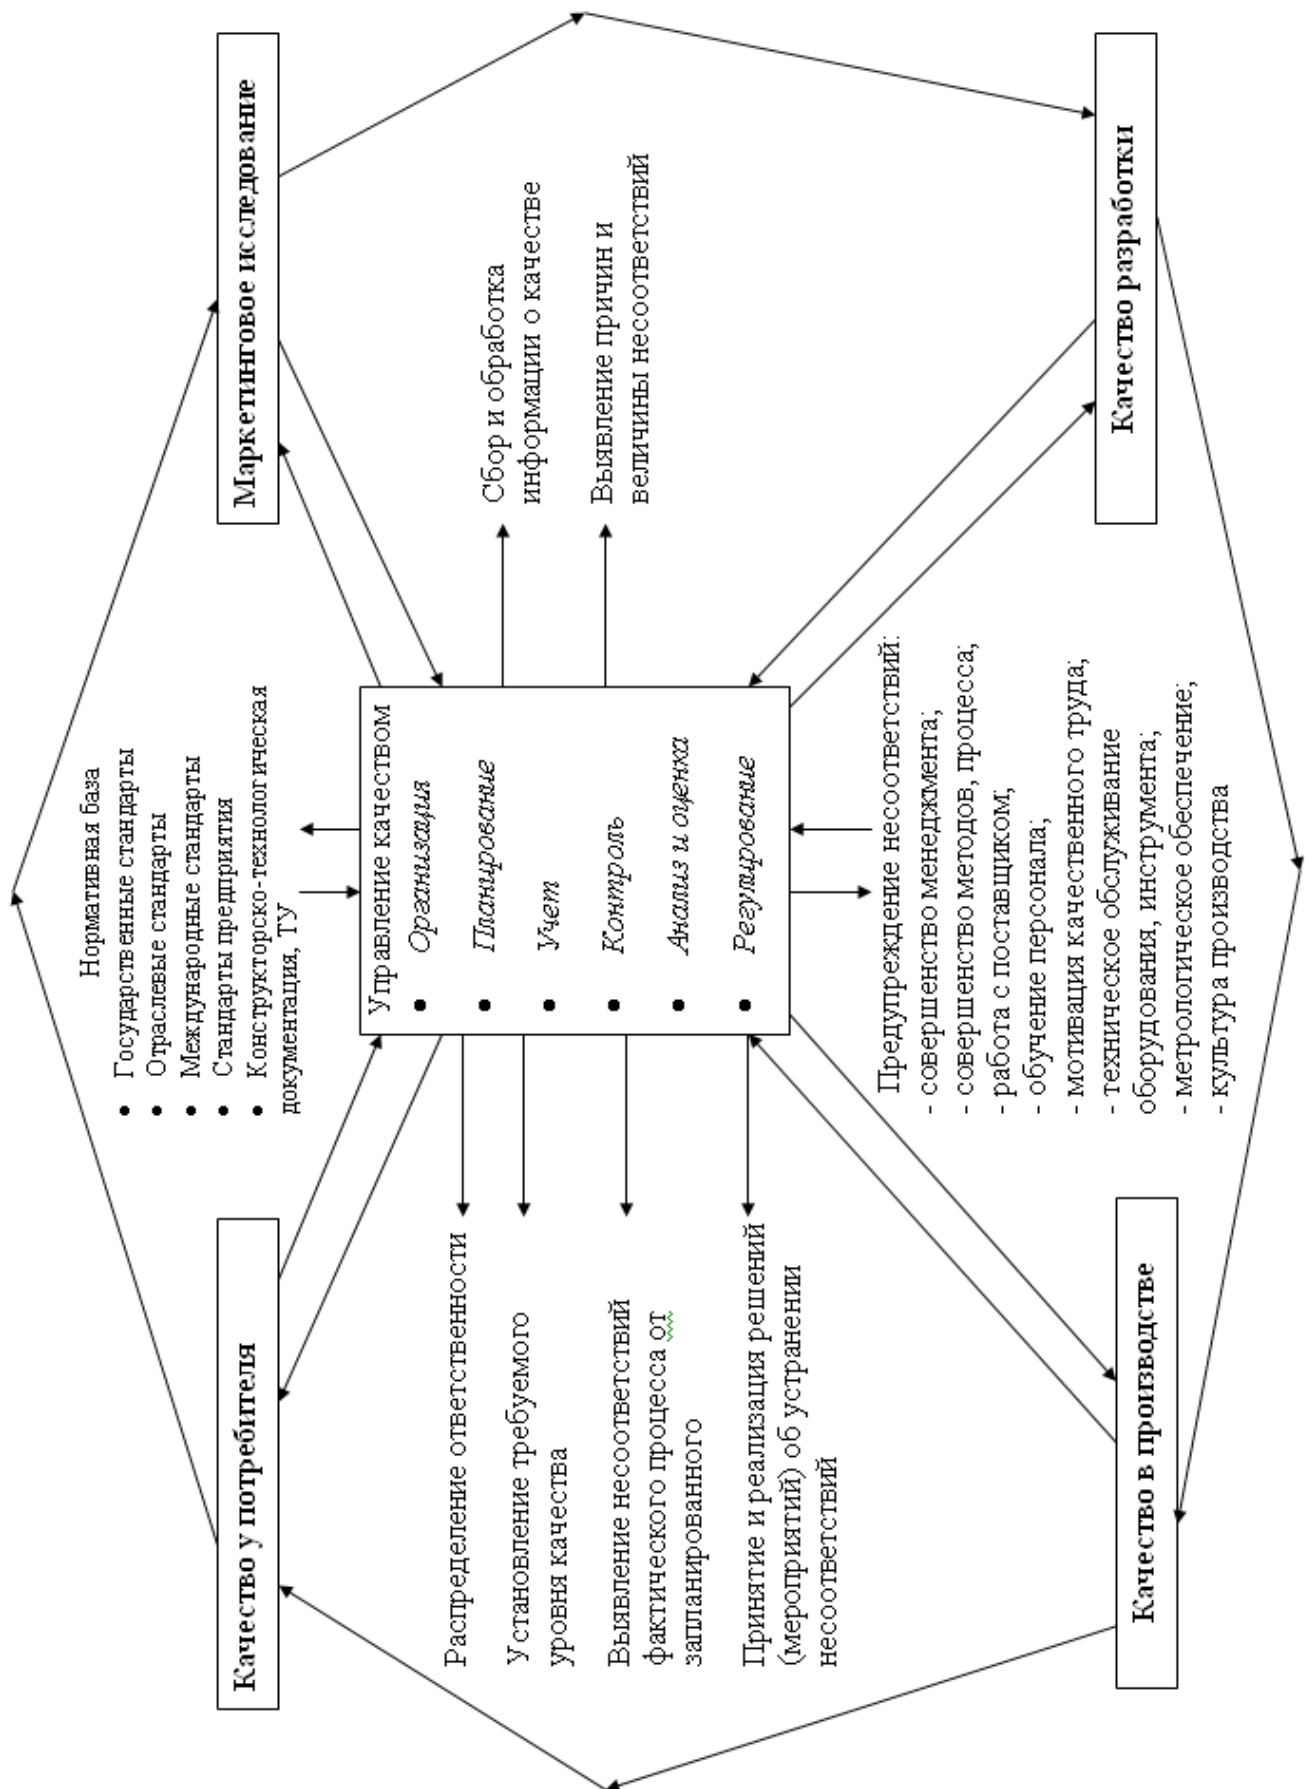 Качество у потребителя
Нормативная база
Государственные стандарты
Отраслевые стандарты
Международные стандарты
Стандарты предприятия
Конструкторско-технологическая
документация, ТУ
Маркетинговое исследование
Распределение ответственности
Установление требуемого
уровня качества
Выявление несоответствий
фактического процесса от
запланированного
Принятие и реализация решений
(мероприятий) об устранении
несоответствий
Управление качеством
Организация
Планирование
Учет
Контроль
Анализ и оценка
Регулирование
Сбор и обработка
информации о качестве
Выявление причин и
величины несоответствий
Качество в производстве
Предупреждение несоответствий:
- совершенство менеджмента;
- совершенство методов, процесса;
- работа с поставщиком;
- обучение персонала;
- мотивация качественного труда;
- техническое обслуживание
оборудования, инструмента;
- метрологическое обеспечение;
- культура производства
Качество разработки